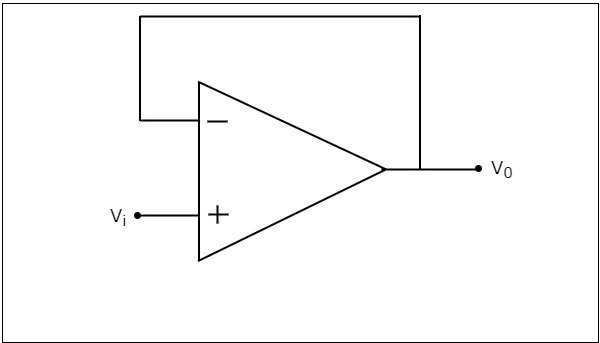 −
V₀
Vᵢ
+